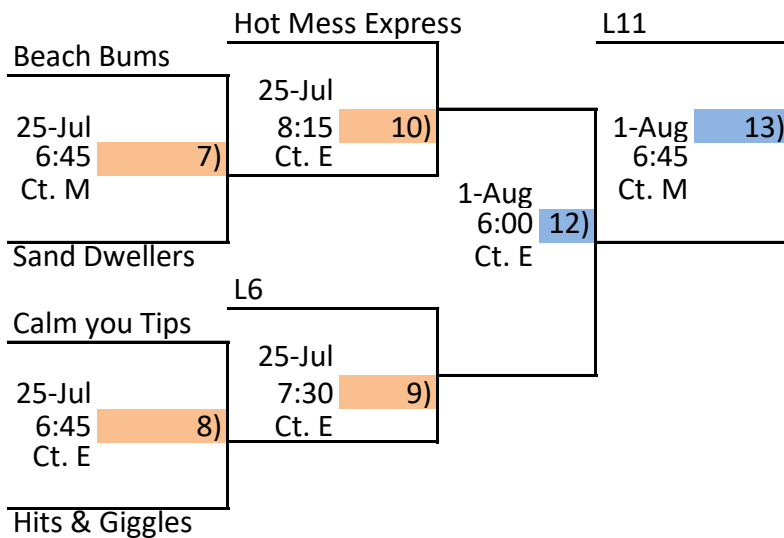 Hot Mess Express
L11
Beach Bums
25-Jul
8:15 10)
Ct. E
25-Jul
6:45 7)
Ct. M
1-Aug 13)
6:45
Ct. M
1-Aug
6:00 12)
Ct. E
Sand Dwellers
L6
Calm you Tips
25-Jul
7:30 9)
Ct. E
25-Jul
6:45 8)
Ct. E
Hits & Giggles